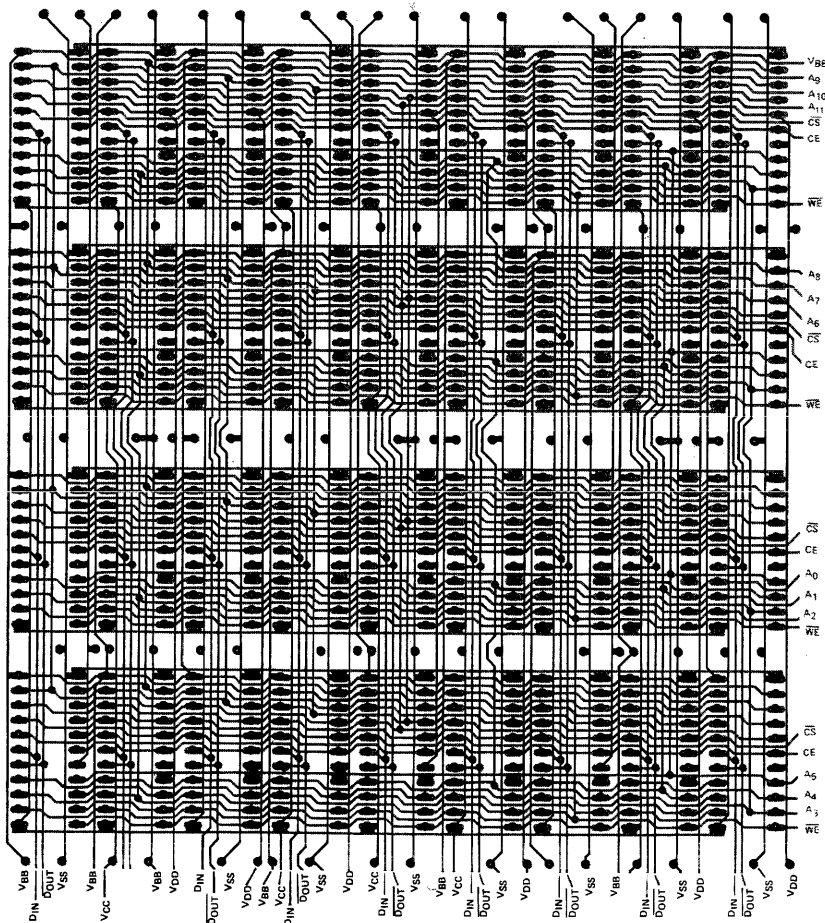 VBB
A9
A10
A11
CS
CE
WE
A8
A7
A6
CS
CE
WE
CS
CE
A0
A1
A2
WE
CS
CE
A5
A4
WE
VBB
DIN
DOUT
VSS
VBB
VCC
VBB
VDD
DIN
DOUT
VSS
VDD
VBB
VCC
DIN
DOUT
VSS
VDD
VCC
DIN
DOUT
VSS
VBB
VCC
DIN
DOUT
VSS
VDD
DIN
DOUT
VSS
VBB
DIN
DOUT
VSS
VDD
DIN
DOUT
VSS
VDD